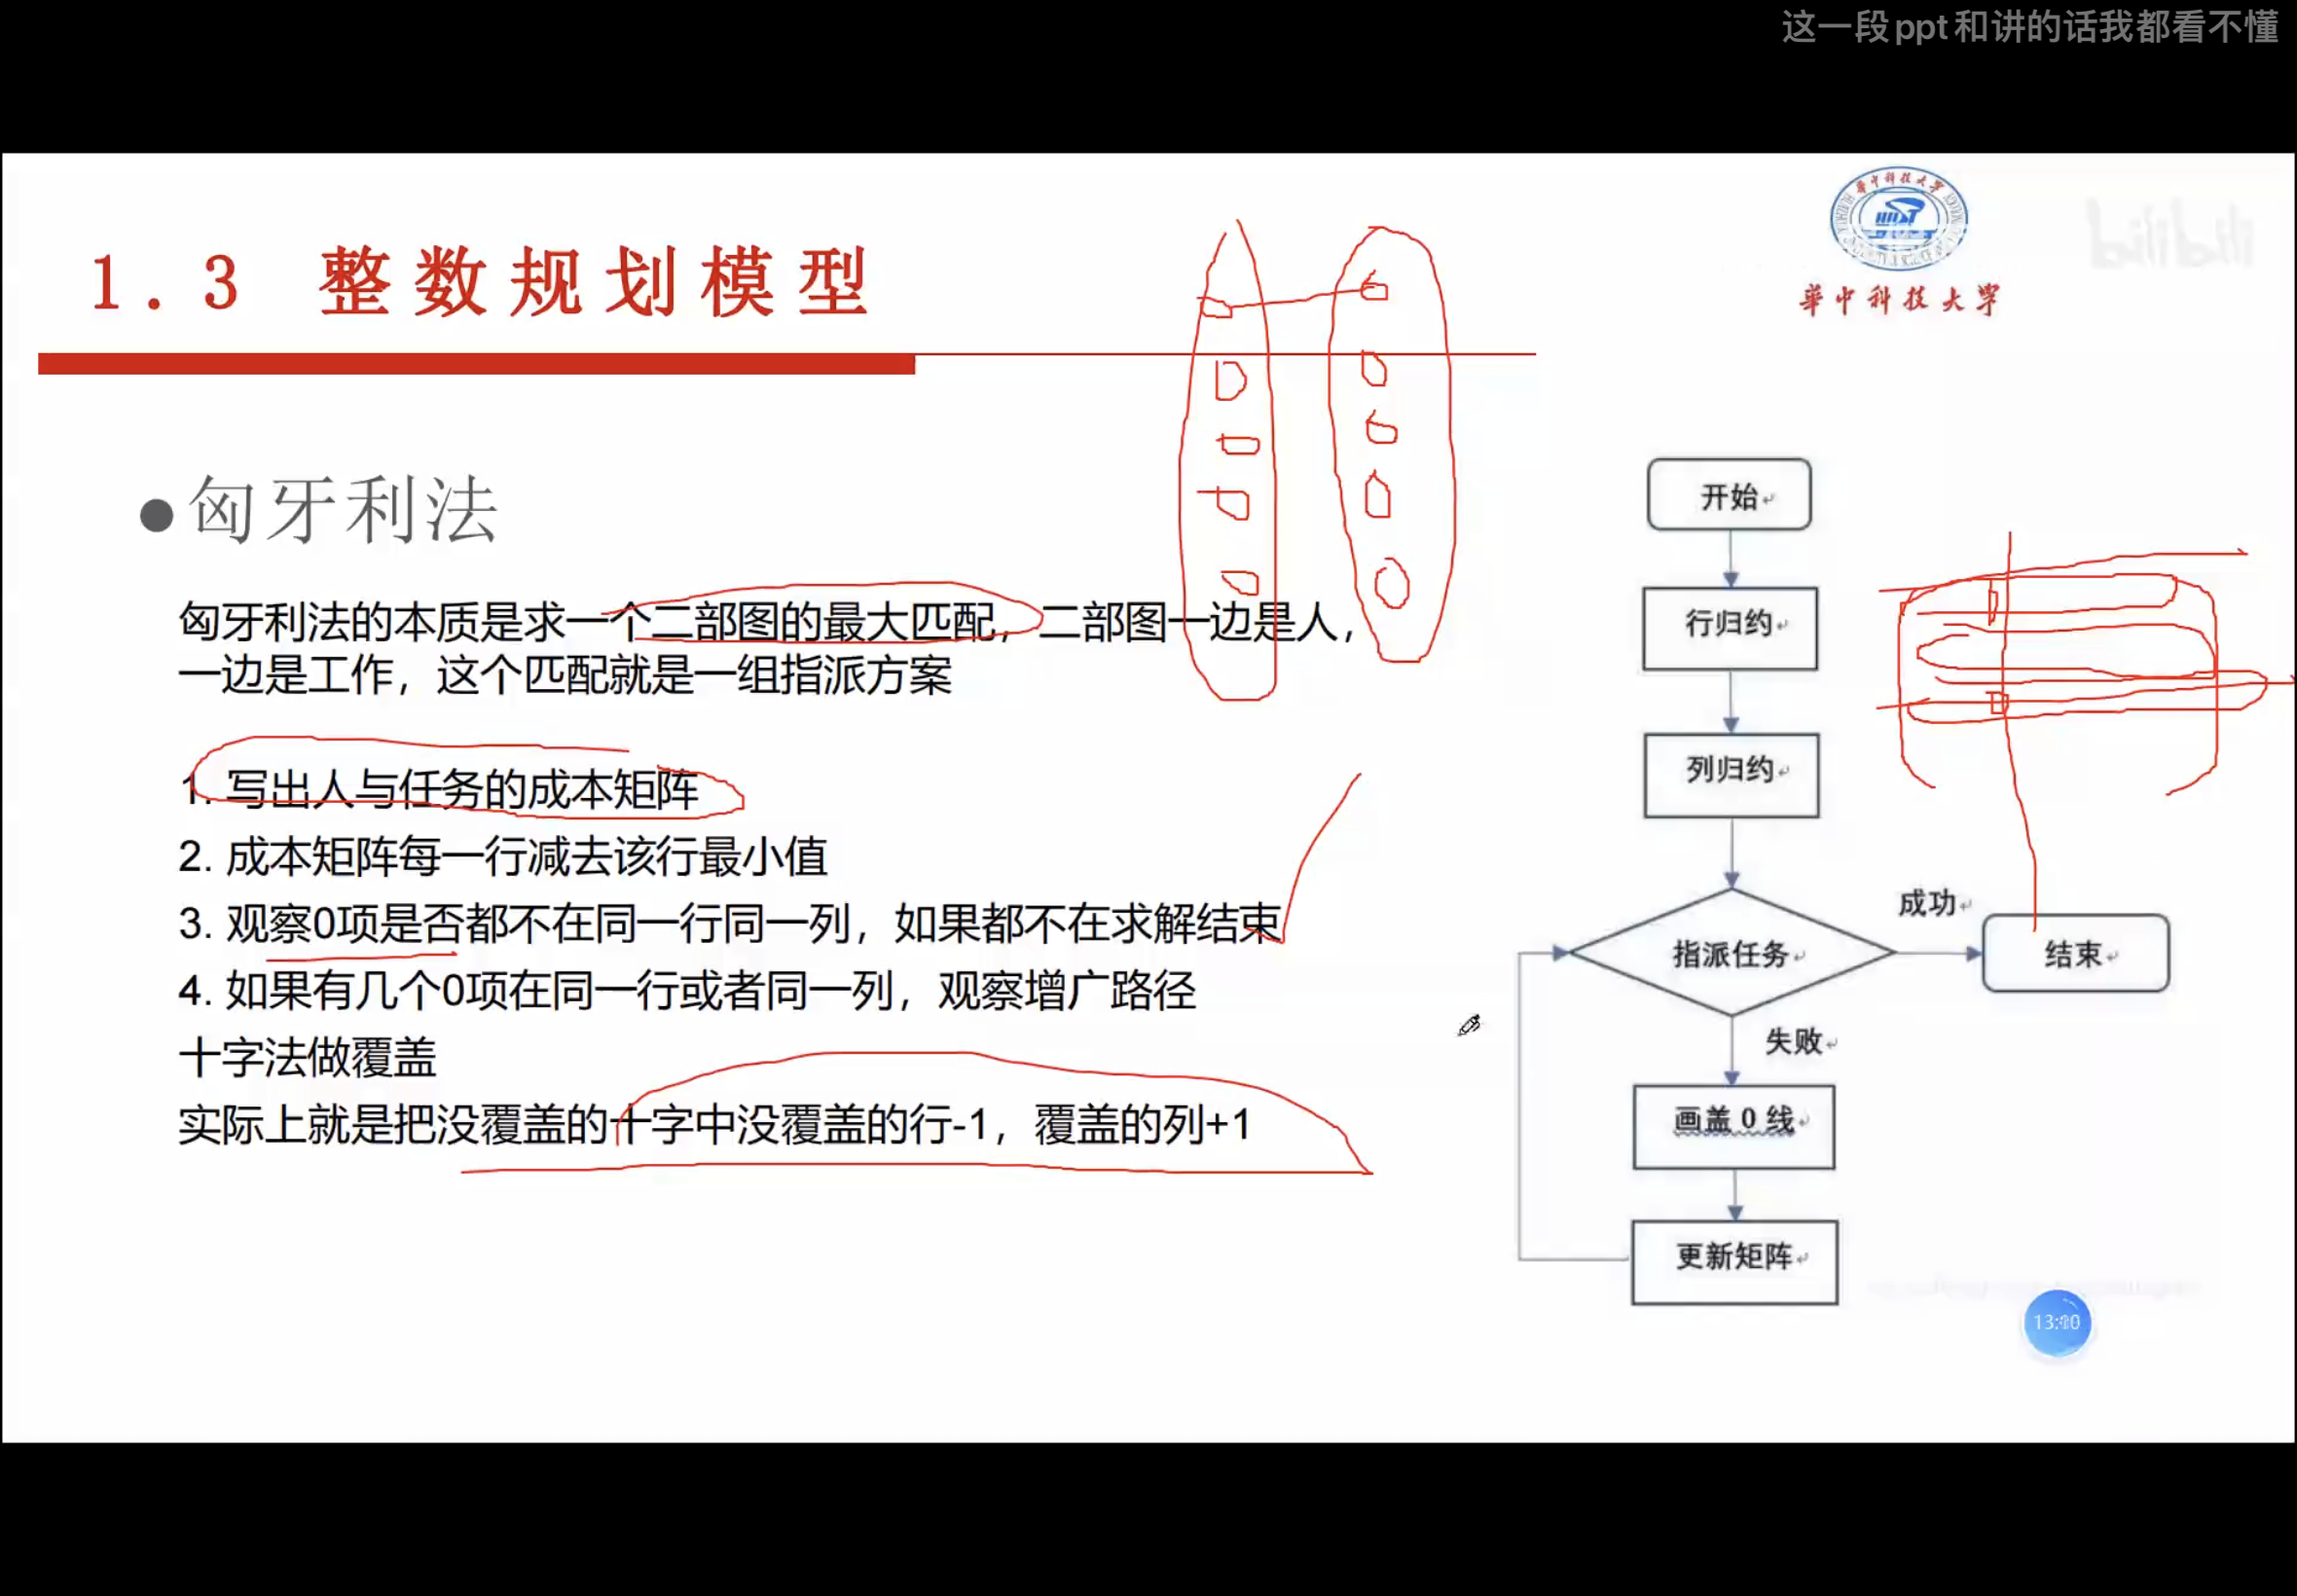 这一段ppt和讲的话我都看不懂
华中科技大学
bilibili
1.3 整数规划模型
華中科技大学
●匈牙利法
匈牙利法的本质是求一个二部图的最大匹配，二部图一边是人，
一边是工作，这个匹配就是一组指派方案
1. 写出人与任务的成本矩阵
2. 成本矩阵每一行减去该行最小值
3. 观察0项是否都不在同一行同一列，如果都不在求解结束
4. 如果有几个0项在同一行或者同一列，观察增广路径
十字法做覆盖
实际上就是把没覆盖的十字中没覆盖的行-1，覆盖的列+1
开始
行归约
列归约
指派任务
成功
结束
失败
画盖 0 线
更新矩阵